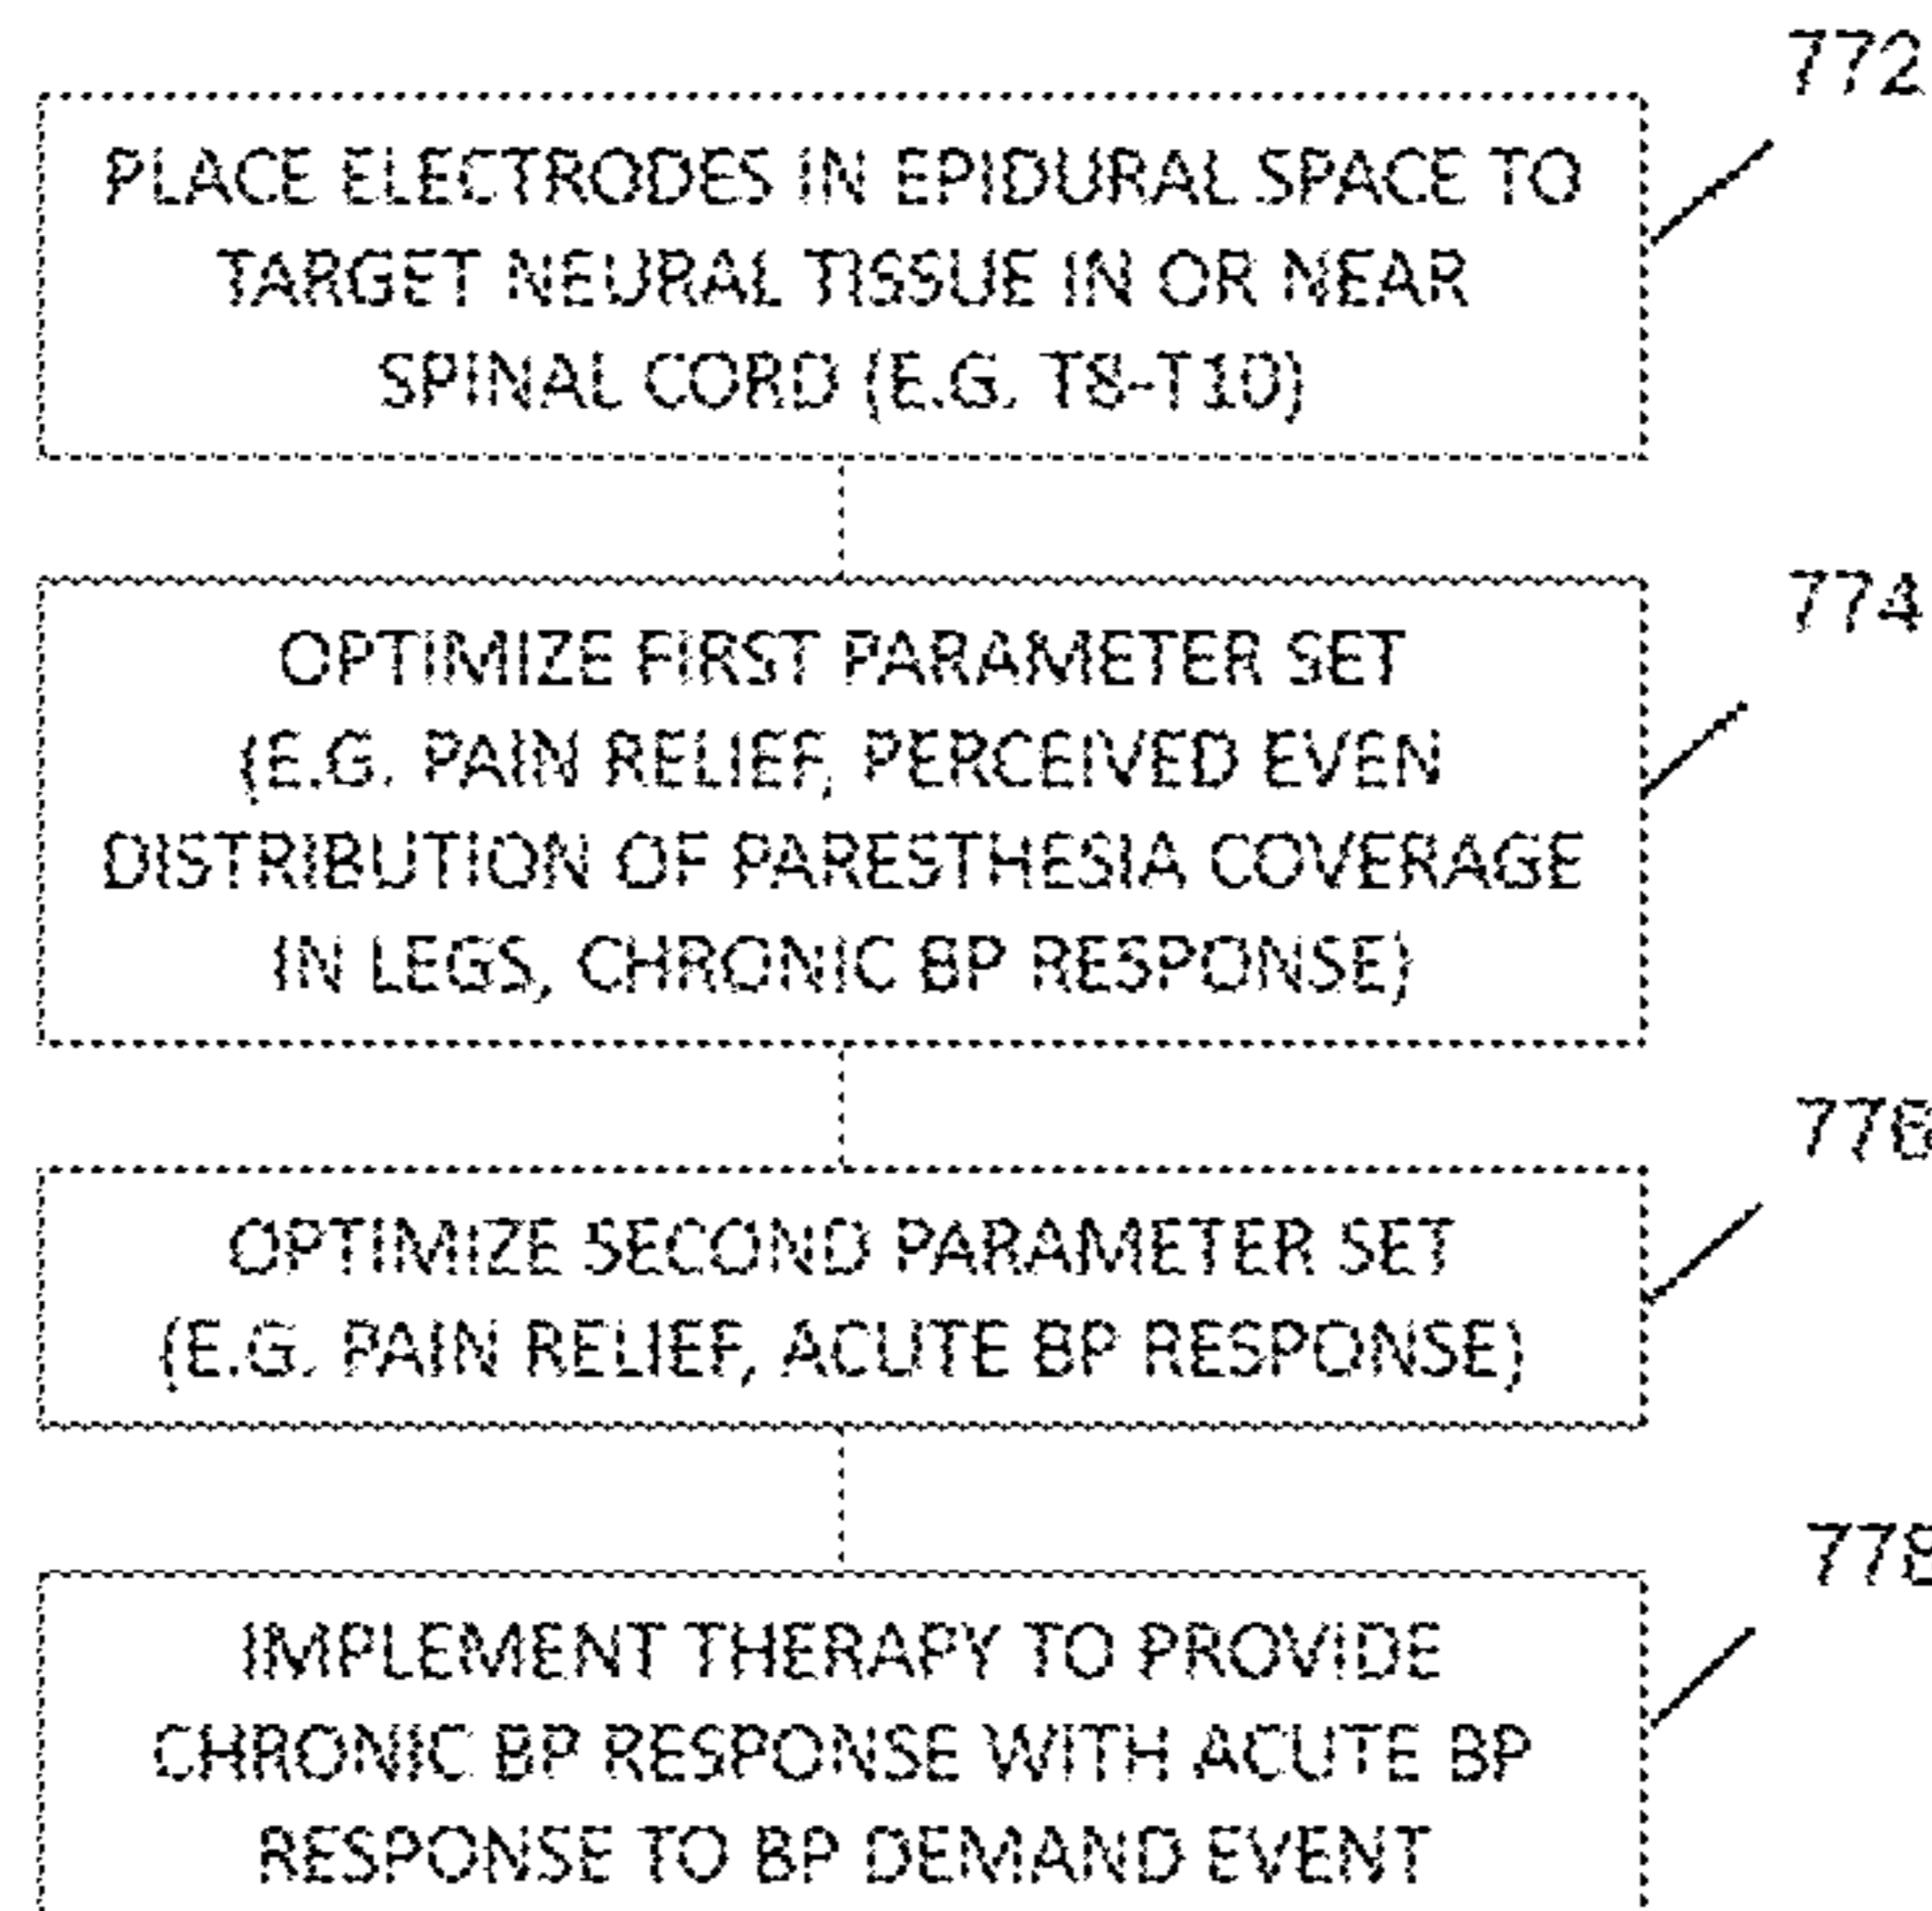 772
PLACE ELECTRODES IN EPIDURAL SPACE TO
TARGET NEURAL TISSUE IN OR NEAR
SPINAL CORD (E.G. T8-T10)
774
OPTIMIZE FIRST PARAMETER SET
(E.G. PAIN RELIEF, PERCEIVED EVEN
DISTRIBUTION OF PARESTHESIA COVERAGE
IN LEGS, CHRONIC BP RESPONSE)
776
OPTIMIZE SECOND PARAMETER SET
(E.G. PAIN RELIEF, ACUTE BP RESPONSE)
778
IMPLEMENT THERAPY TO PROVIDE
CHRONIC BP RESPONSE WITH ACUTE BP
RESPONSE TO BP DEMAND EVENT